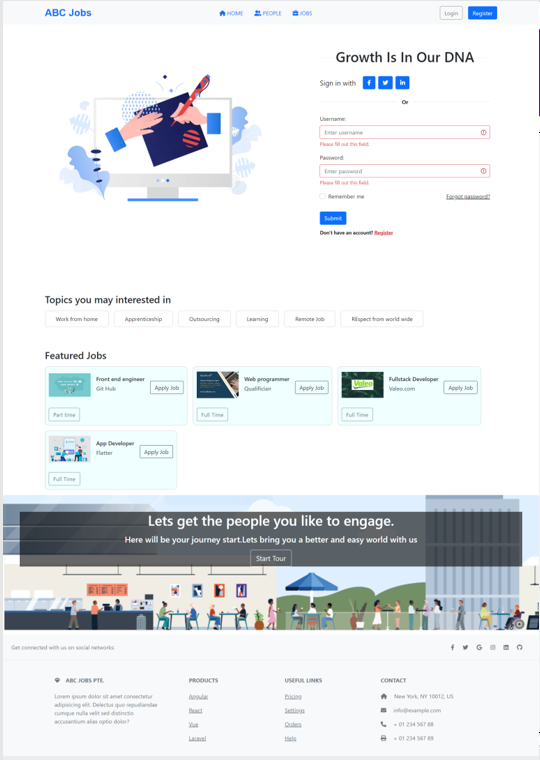 ABC Jobs
HOME PEOPLE JOBS
Login Register
Growth Is In Our DNA
Sign in with
Or
Username:
Enter username
Please fill out this field.
Password:
Enter password
Please fill out this field.
Remember me Forgot password?
Submit
Don't have an account? Register
Topics you may interested in
Work from home Apprenticeship Outsourcing Learning Remote Job REspect from world wide
Featured Jobs
Front end engineer
Git Hub
Apply Job
Part time
Web programmer
Qualificiser
Apply Job
Full Time
Valeo
Fullstack Developer
Valeo.com
Apply Job
Full Time
App Developer
Flatter
Apply Job
Full Time
Lets get the people you like to engage.
Here will be your journey start.Lets bring you a better and easy world with us
Start Tour
Get connected with us on social networks
ABC JOBS PTE.
Lorem ipsum dolor sit amet consectetur
adipisicing elit. Delectus quo repudiandae
cumque nulla velit sed distinctio
accusantium alias optio dolor?
PRODUCTS
Angular
React
Vue
Laravel
USEFUL LINKS
Pricing
Settings
Orders
Help
CONTACT
New York, NY 10012, US
info@example.com
+ 01 234 567 88
+ 01 234 567 89